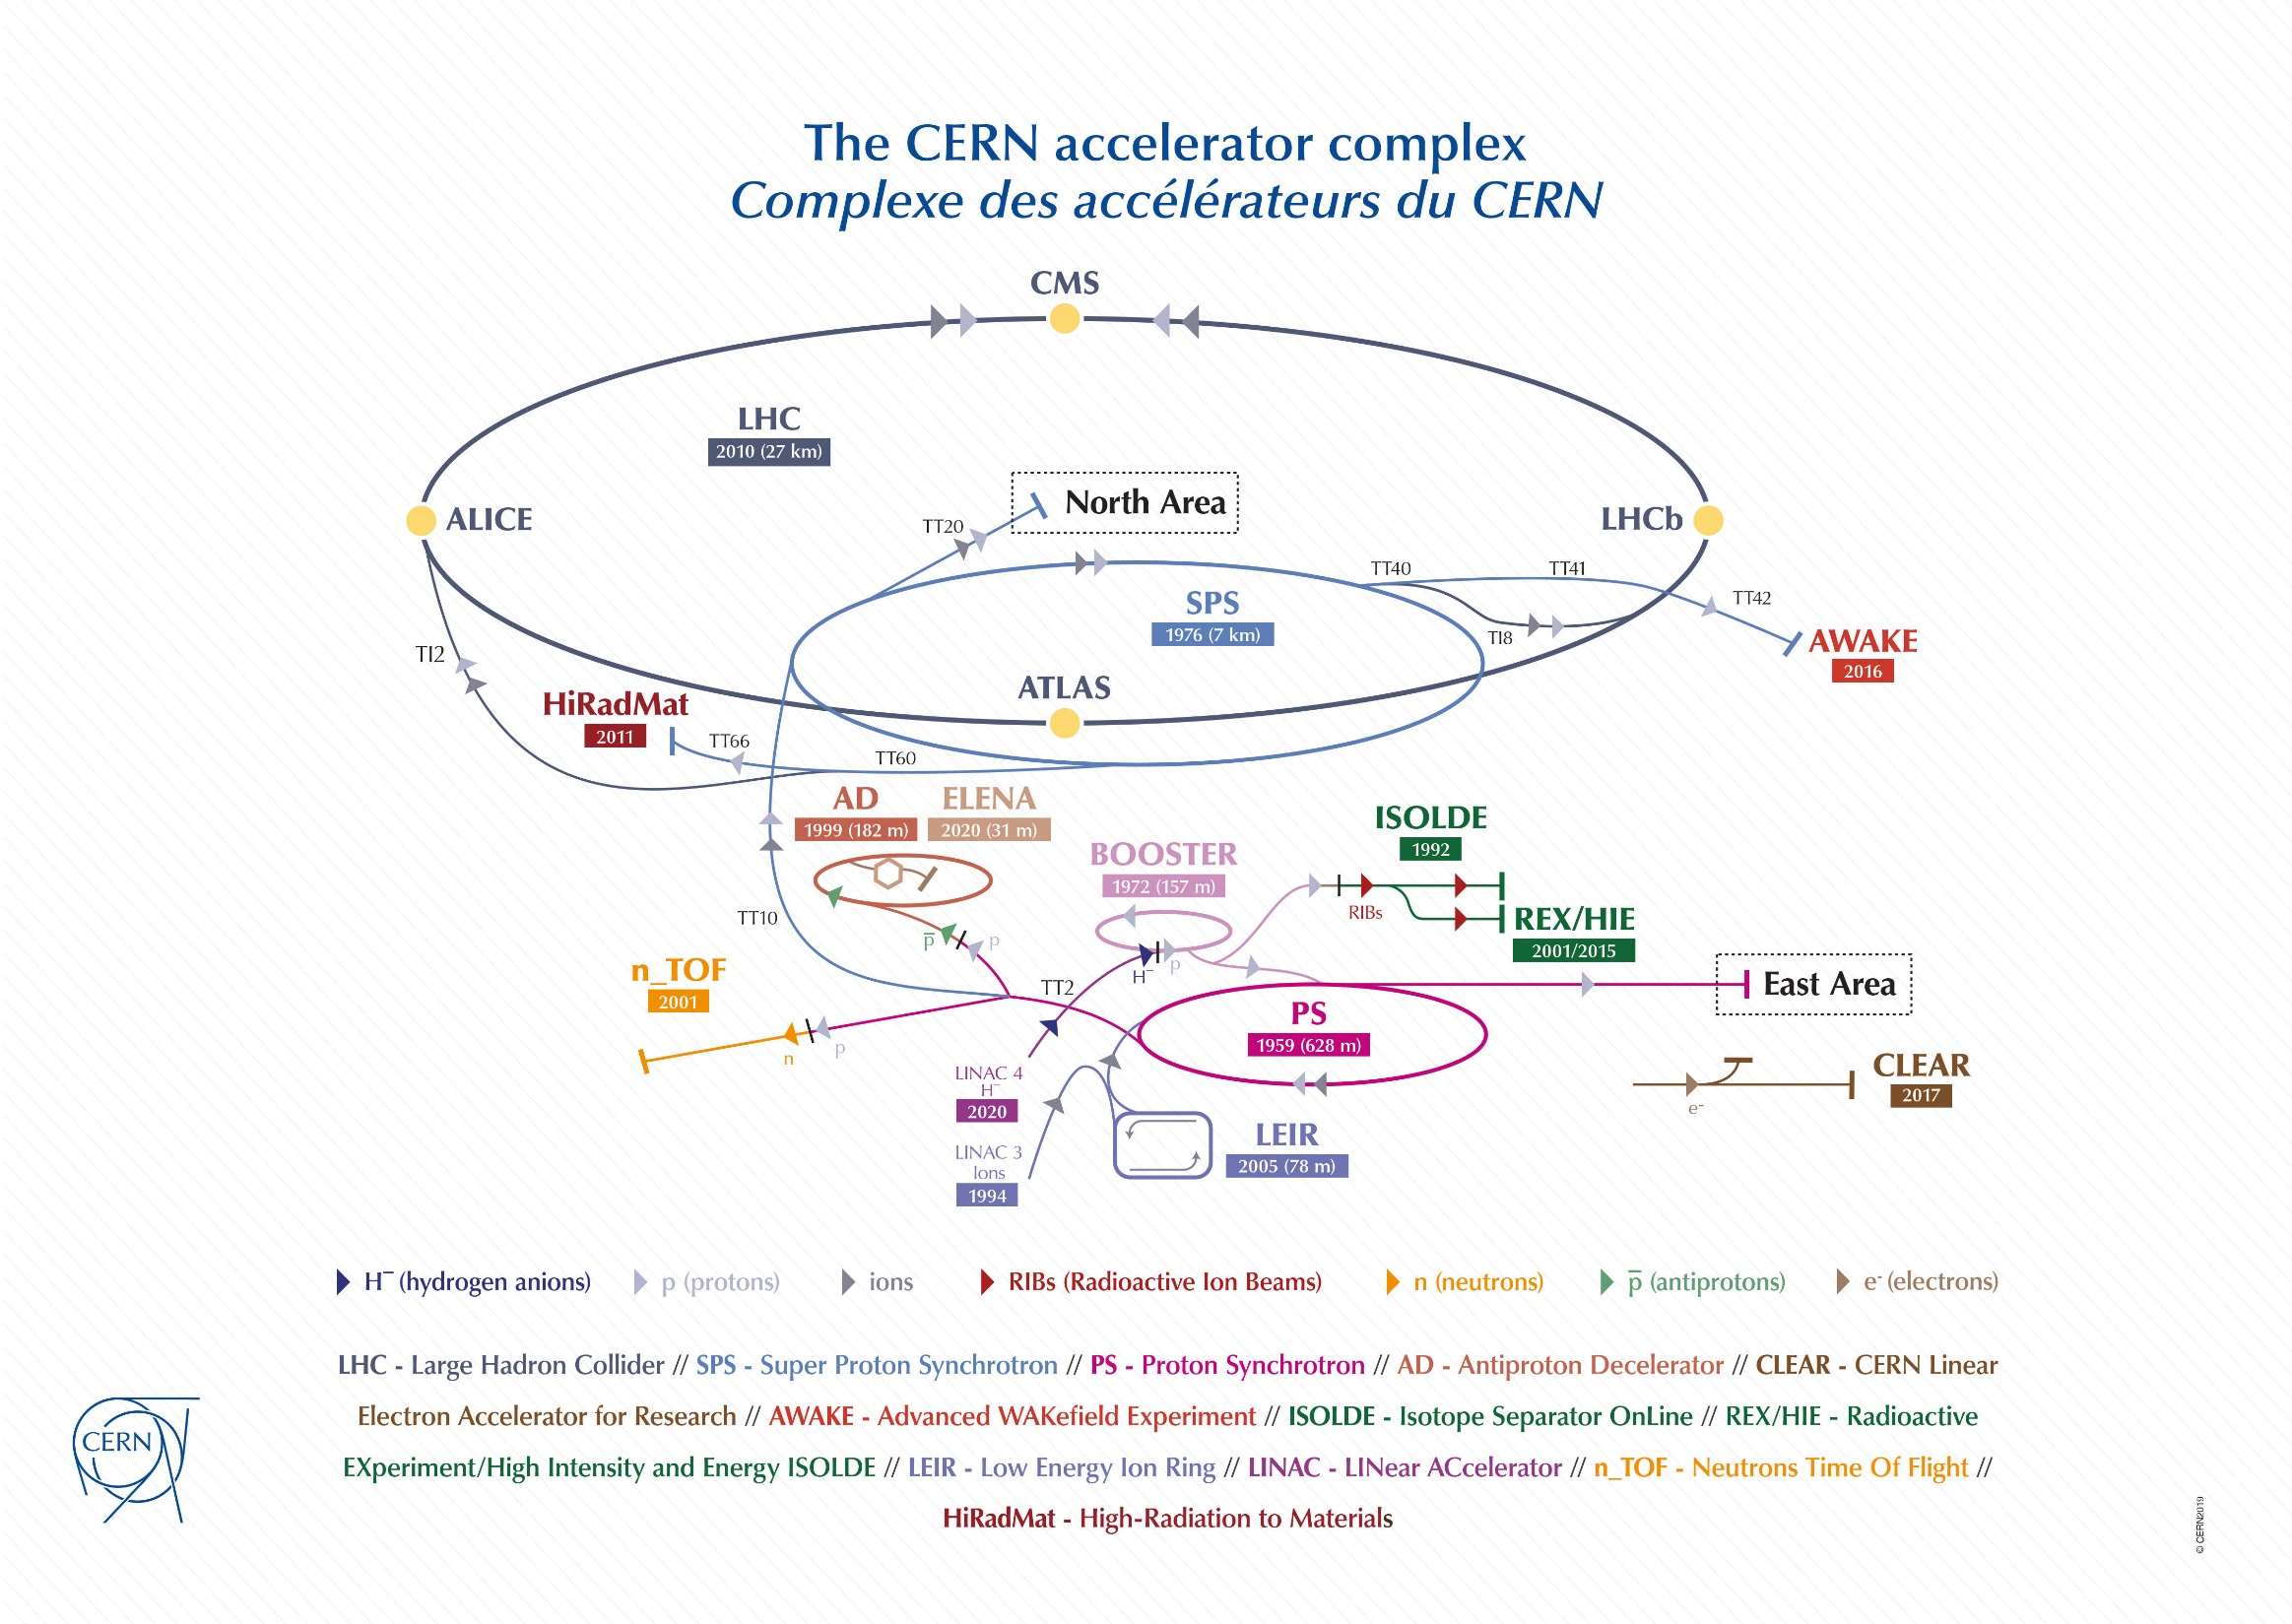 The CERN accelerator complex
Complexe des accélérateurs du CERN
CMS
LHC
2010 (27 km)
North Area
TT20
ALICE
LHCb
TT40
TT41
TT42
SPS
1976 (7 km)
TI8
AWAKE
2016
TI2
ATLAS
HiRadMat
2011
TT66
TT60
AD
1999 (182 m)
ELENA
2020 (31 m)
ISOLDE
1992
BOOSTER
1972 (157 m)
RIBs
REX/HIE
2001/2015
TT10
p̅
p
H⁻
p
n_TOF
2001
TT2
East Area
PS
1959 (628 m)
n
p
LINAC 4
H⁻
2020
CLEAR
2017
e⁻
LINAC 3
Ions
1994
LEIR
2005 (78 m)
H⁻ (hydrogen anions) p (protons) ions RIBs (Radioactive Ion Beams) n (neutrons) p̅ (antiprotons) e⁻ (electrons)
LHC - Large Hadron Collider // SPS - Super Proton Synchrotron // PS - Proton Synchrotron // AD - Antiproton Decelerator // CLEAR - CERN Linear
Electron Accelerator for Research // AWAKE - Advanced WAKefield Experiment // ISOLDE - Isotope Separator OnLine // REX/HIE - Radioactive
EXperiment/High Intensity and Energy ISOLDE // LEIR - Low Energy Ion Ring // LINAC - LINear ACcelerator // n_TOF - Neutrons Time Of Flight //
HiRadMat - High-Radiation to Materials
CERN
© CERN2019